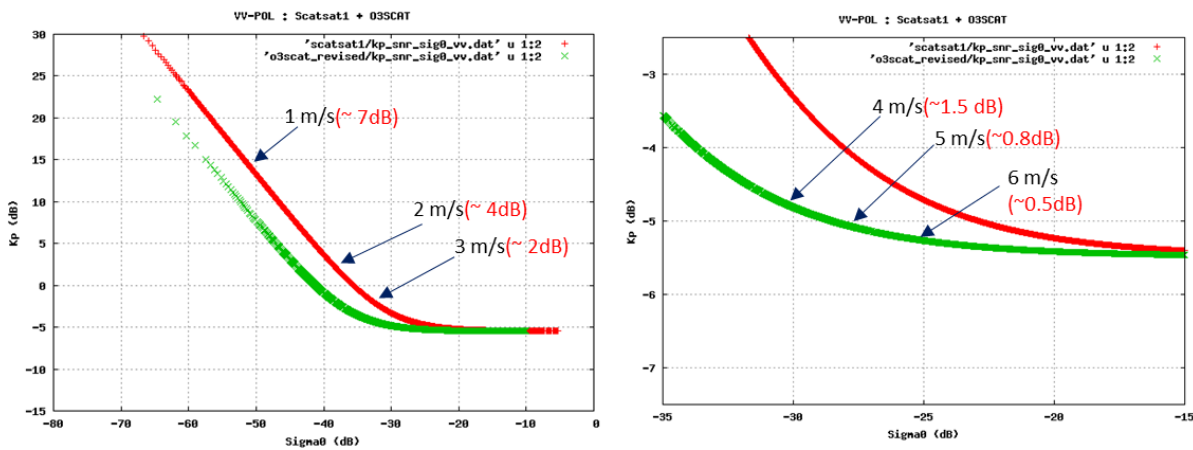 VV-POL : Scatsat1 + O3SCAT
'scatsat1/kp_snr_sig0_vv.dat' u 1:2
'o3scat_revised/kp_snr_sig0_vv.dat' u 1:2
30
25
20
15
10
5
0
-5
-10
-15
Kp (dB)
1 m/s(~ 7dB)
2 m/s(~ 4dB)
3 m/s(~ 2dB)
-80
-70
-60
-50
-40
-30
-20
-10
0
Sigma0 (dB)
VV-POL : Scatsat1 + O3SCAT
'scatsat1/kp_snr_sig0_vv.dat' u 1:2
'o3scat_revised/kp_snr_sig0_vv.dat' u 1:2
-3
-4
-5
-6
-7
Kp (dB)
4 m/s(~1.5 dB)
5 m/s(~0.8dB)
6 m/s
(~0.5dB)
-35
-30
-25
-20
-15
Sigma0 (dB)